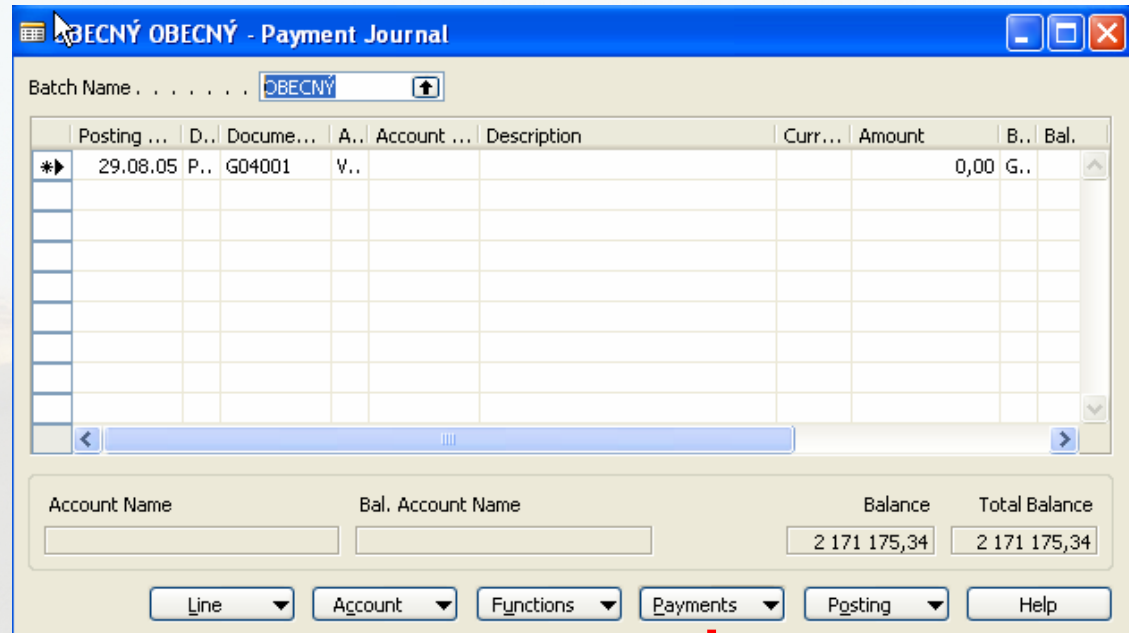 BECNÝ OBECNÝ - Payment Journal
Batch Name . . . . . . . OBECNÝ
Posting ... D.. Docume... A.. Account ... Description Curr... Amount B.. Bal.
29.08.05 P.. G04001 V.. 0,00 G..
Account Name Bal. Account Name Balance Total Balance
2 171 175,34 2 171 175,34
Line Account Functions Payments Posting Help